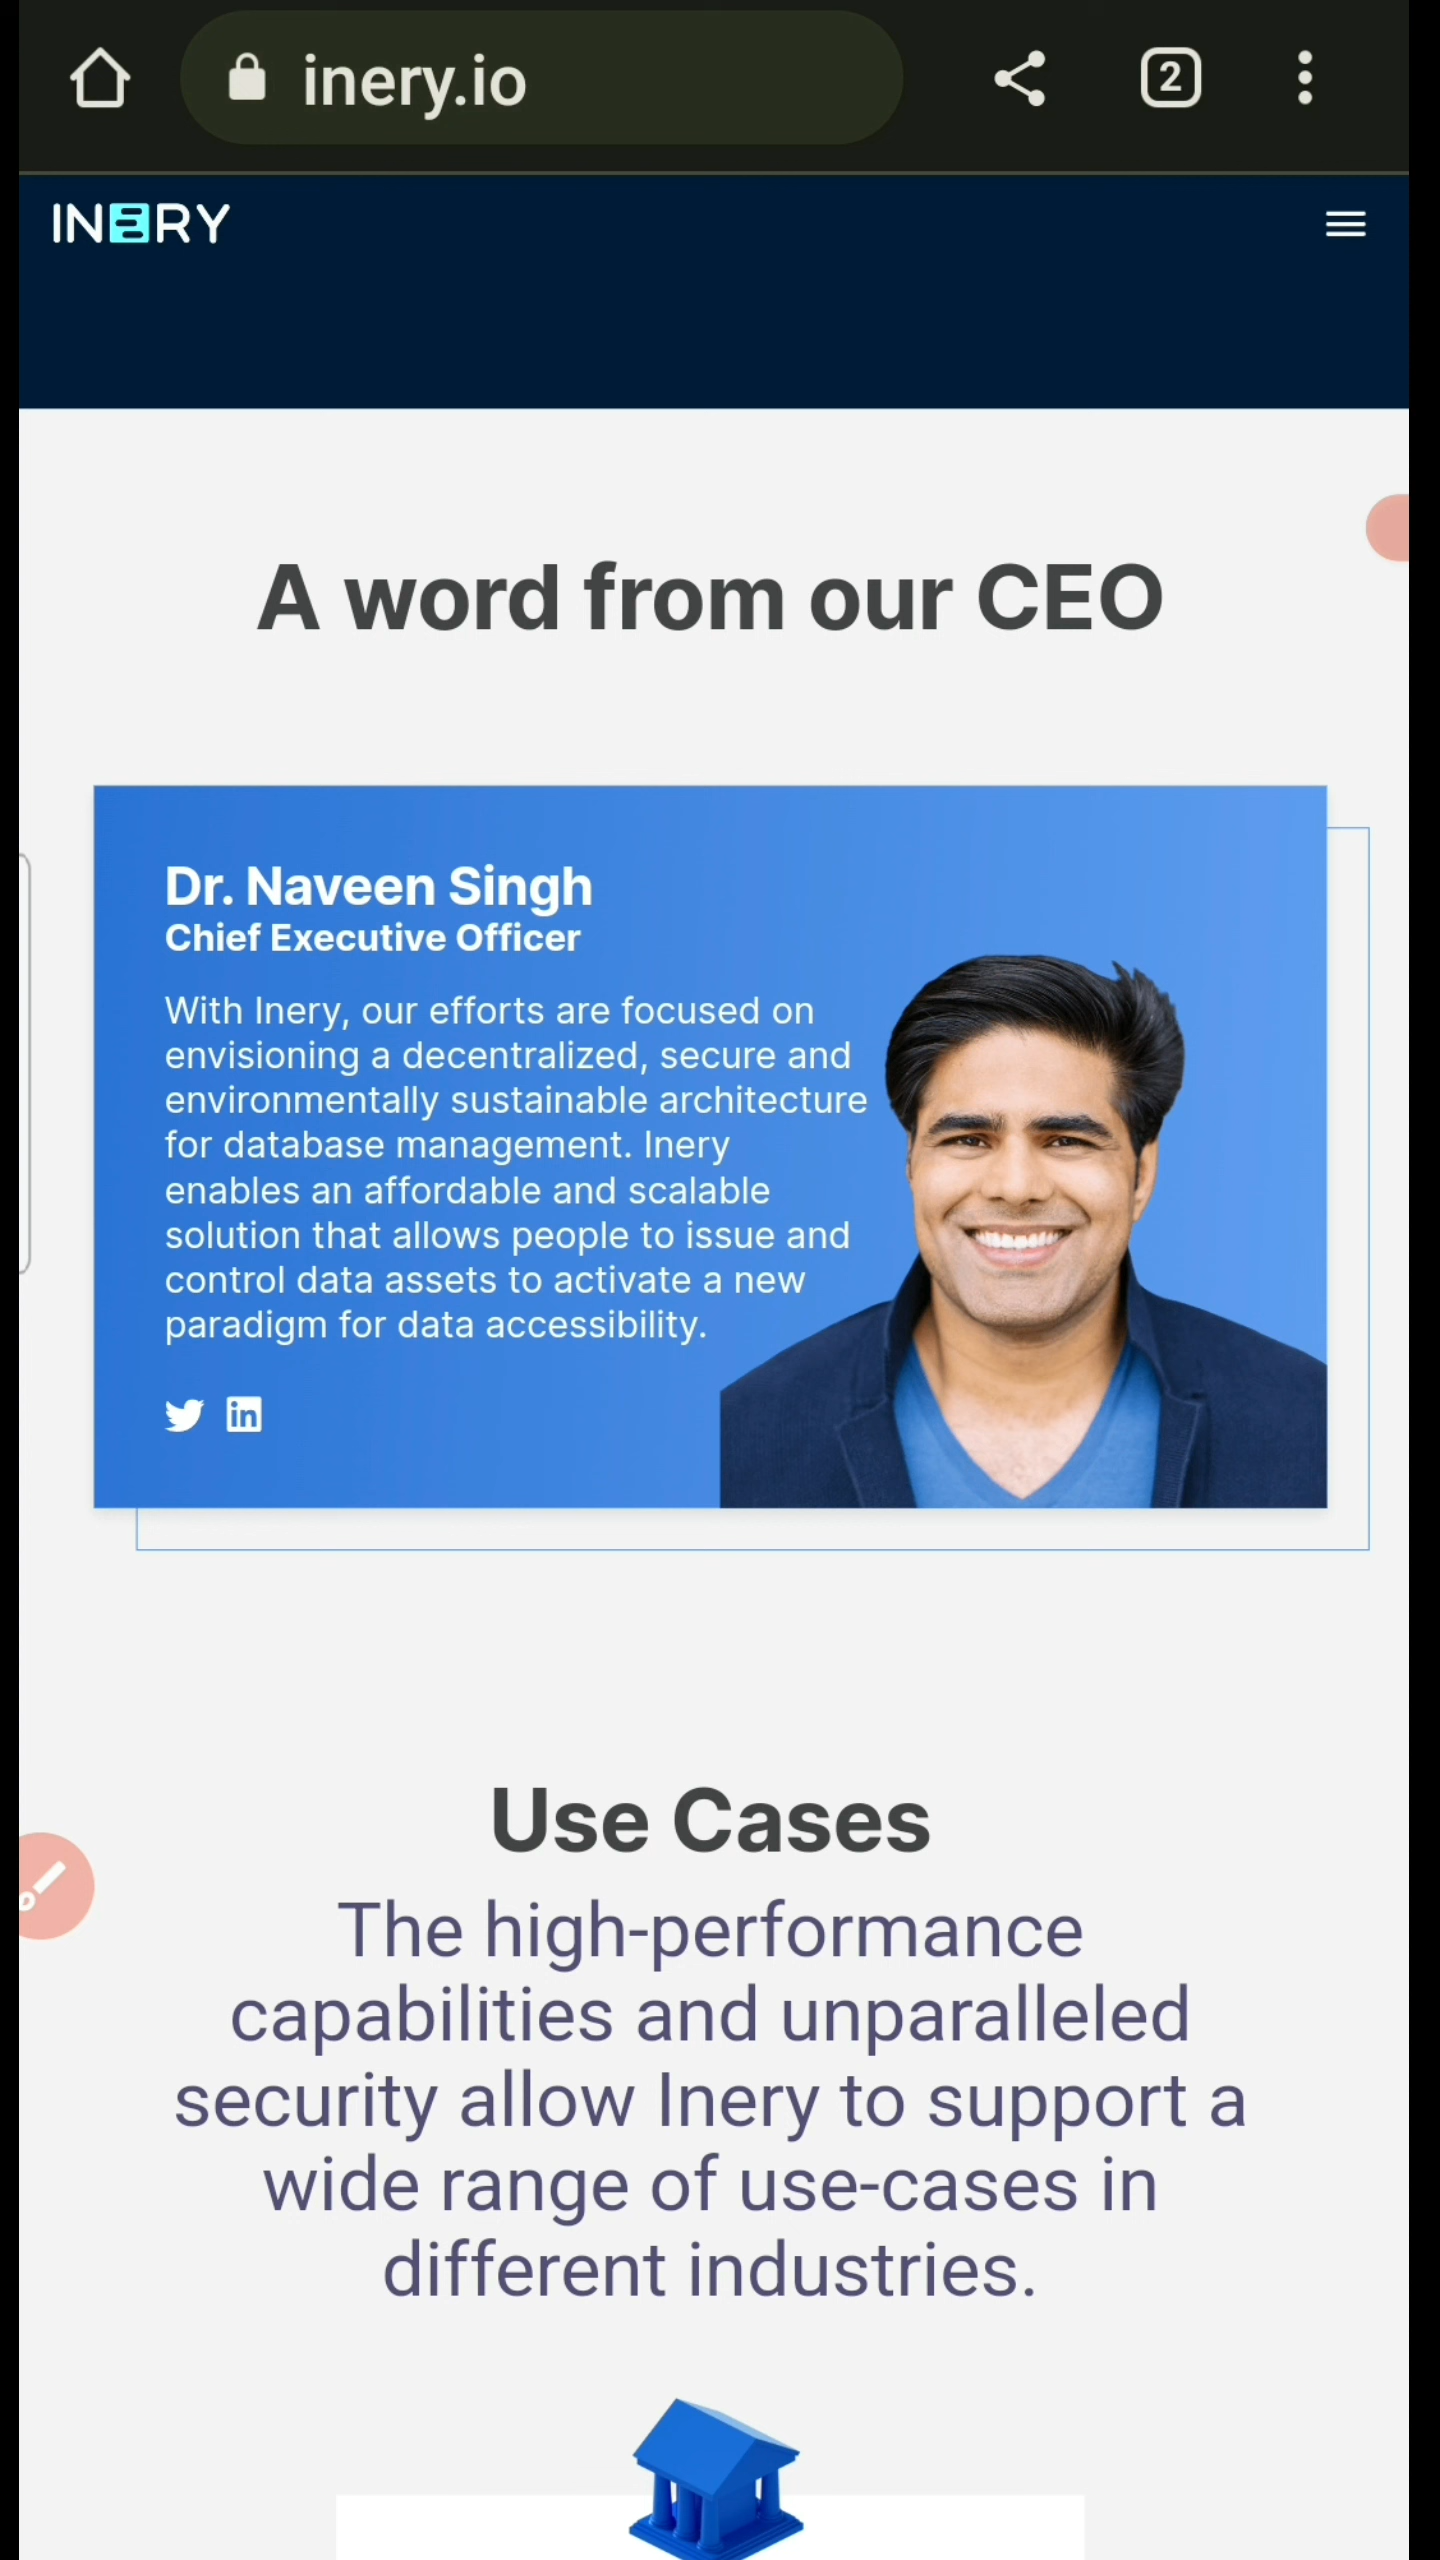 inery.io
2
INERY
A word from our CEO
Dr. Naveen Singh
Chief Executive Officer
With Inery, our efforts are focused on
envisioning a decentralized, secure and
environmentally sustainable architecture
for database management. Inery
enables an affordable and scalable
solution that allows people to issue and
control data assets to activate a new
paradigm for data accessibility.
in
Use Cases
The high-performance
capabilities and unparalleled
security allow Inery to support a
wide range of use-cases in
different industries.